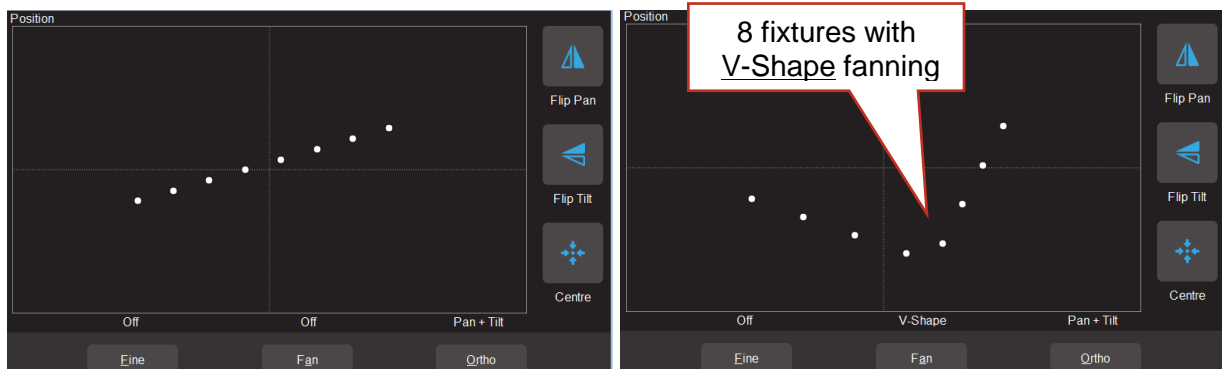 Position
Flip Pan
Flip Tilt
Centre
Off Off Pan + Tilt
Fine Fan Ortho
Position
8 fixtures with
V-Shape fanning
Flip Pan
Flip Tilt
Centre
Off V-Shape Pan + Tilt
Fine Fan Ortho